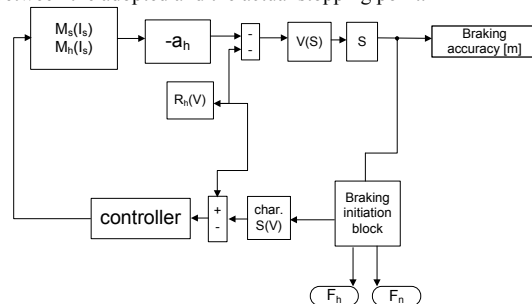 between the adopted and the actual stopping point.
Ms(Is)
Mh(Is)
-ah
-
-
V(S)
S
Braking
accuracy [m]
Rh(V)
controller
+
-
char.
S(V)
Braking
initiation
block
Fh
Fn